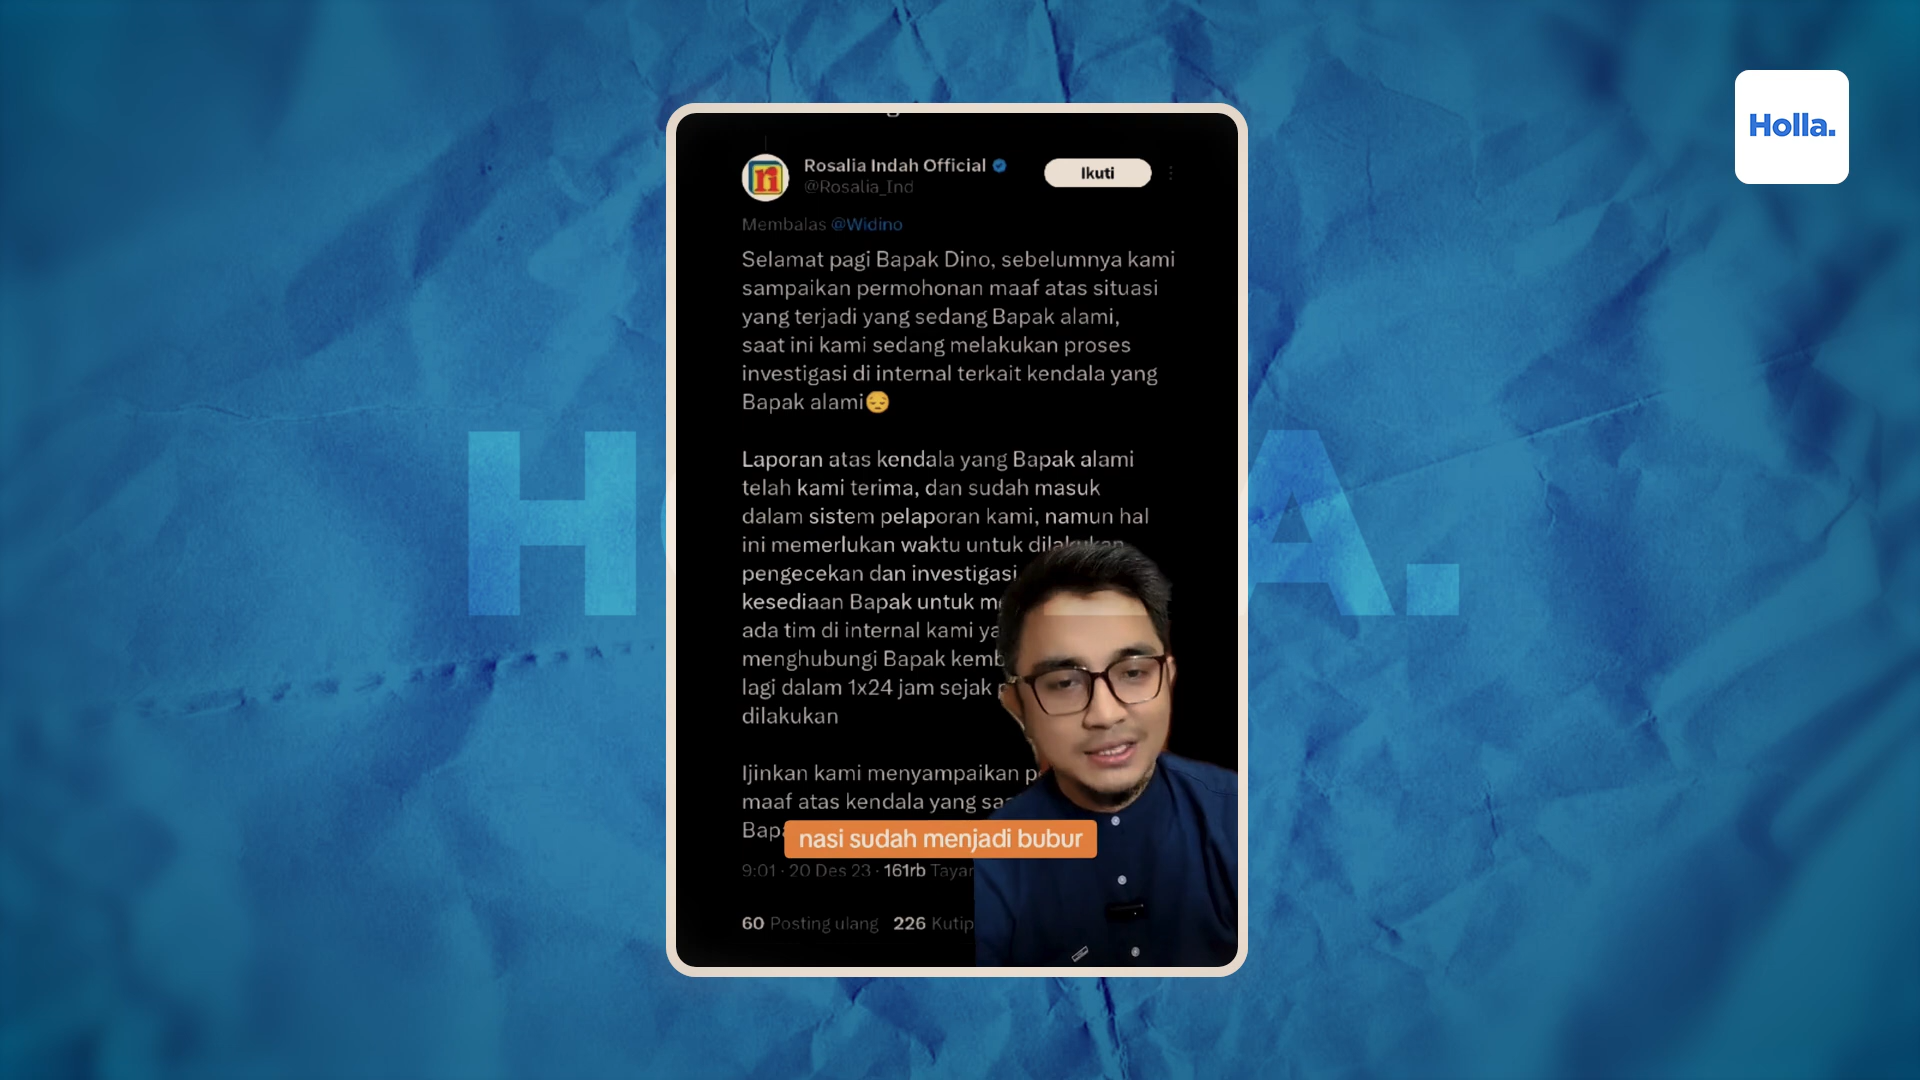 Holla.
Rosalia Indah Official
@Rosalia_Ind
Ikuti
Membalas @Widino
Selamat pagi Bapak Dino, sebelumnya kami
sampaikan permohonan maaf atas situasi
yang terjadi yang sedang Bapak alami,
saat ini kami sedang melakukan proses
investigasi di internal terkait kendala yang
Bapak alami😔
Laporan atas kendala yang Bapak alami
telah kami terima, dan sudah masuk
dalam sistem pelaporan kami, namun hal
ini memerlukan waktu untuk dilakukan
pengecekan dan investigasi
kesediaan Bapak untuk
ada tim di internal kami
menghubungi Bapak
lagi dalam 1x24 jam sejak
dilakukan
Ijinkan kami menyampaikan
maaf atas kendala yang
nasi sudah menjadi bubur
9:01 · 20 Des 23 · 161rb
60 Posting ulang 226